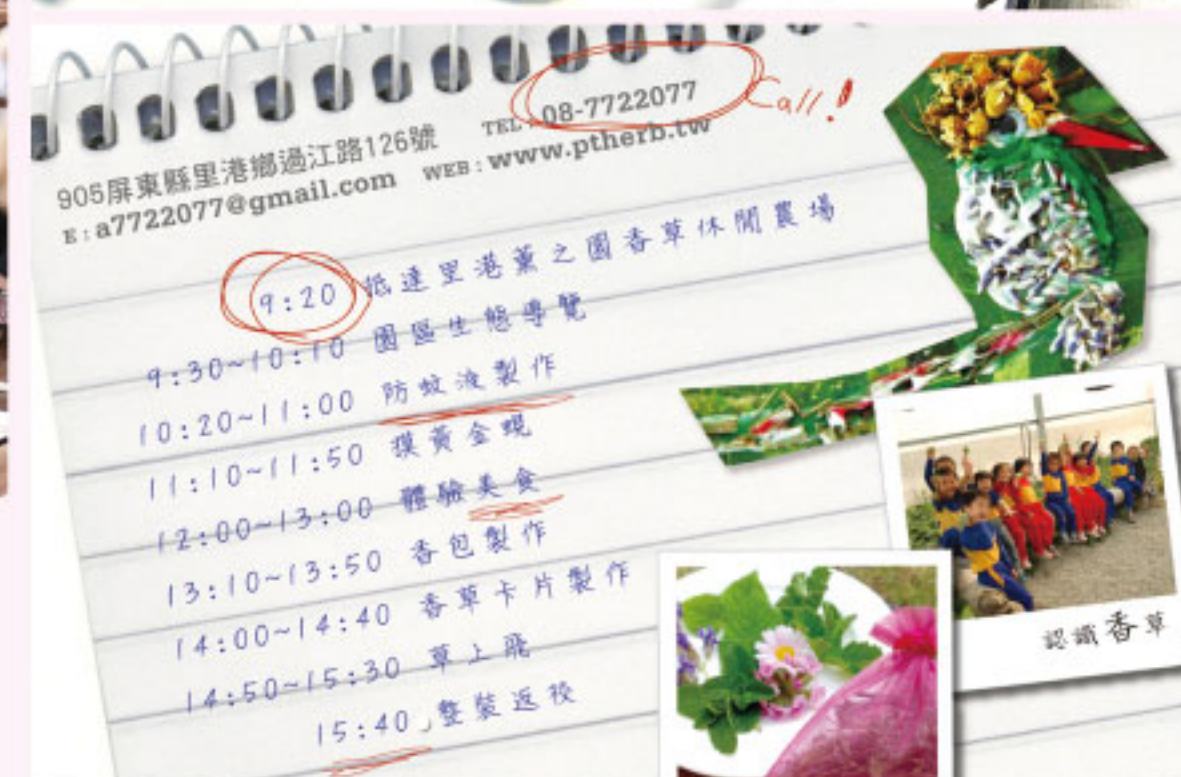 TEL：08-7722077
Call!
905屏東縣里港鄉過江路126號
E：a7722077@gmail.com WEB：www.ptherb.tw
9:20 抵達里港薰之園香草休閒農場
9:30~10:10 園區生態導覽
10:20~11:00 防蚊液製作
11:10~11:50 摸黃金蜆
12:00~13:00 體驗美食
13:10~13:50 香包製作
14:00~14:40 香草卡片製作
14:50~15:30 草上飛
15:40 整裝返校
認識香草